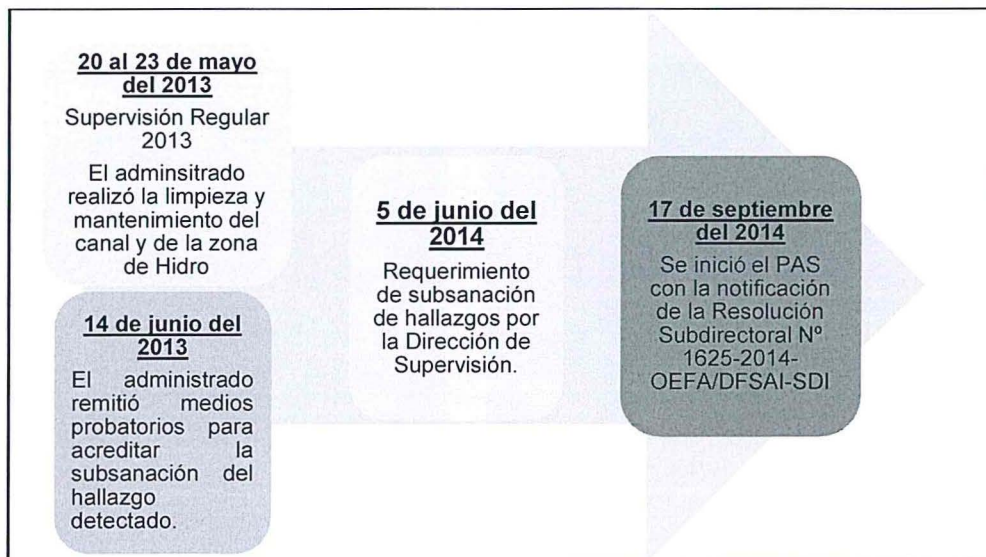 20 al 23 de mayo
del 2013
Supervisión Regular
2013
El adminsitrado
realizó la limpieza y
mantenimiento del
canal y de la zona
de Hidro
14 de junio del
2013
El administrado
remitió medios
probatorios para
acreditar la
subsanación del
hallazgo
detectado.
5 de junio del
2014
Requerimiento
de subsanación
de hallazgos por
la Dirección de
Supervisión.
17 de septiembre
del 2014
Se inició el PAS
con la notificación
de la Resolución
Subdirectoral Nº
1625-2014-
OEFA/DFSAI-SDI